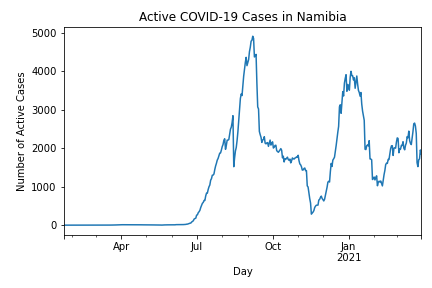 Active COVID-19 Cases in Namibia
5000
4000
3000
2000
1000
0
Number of Active Cases
Apr
Jul
Oct
Jan
2021
Day